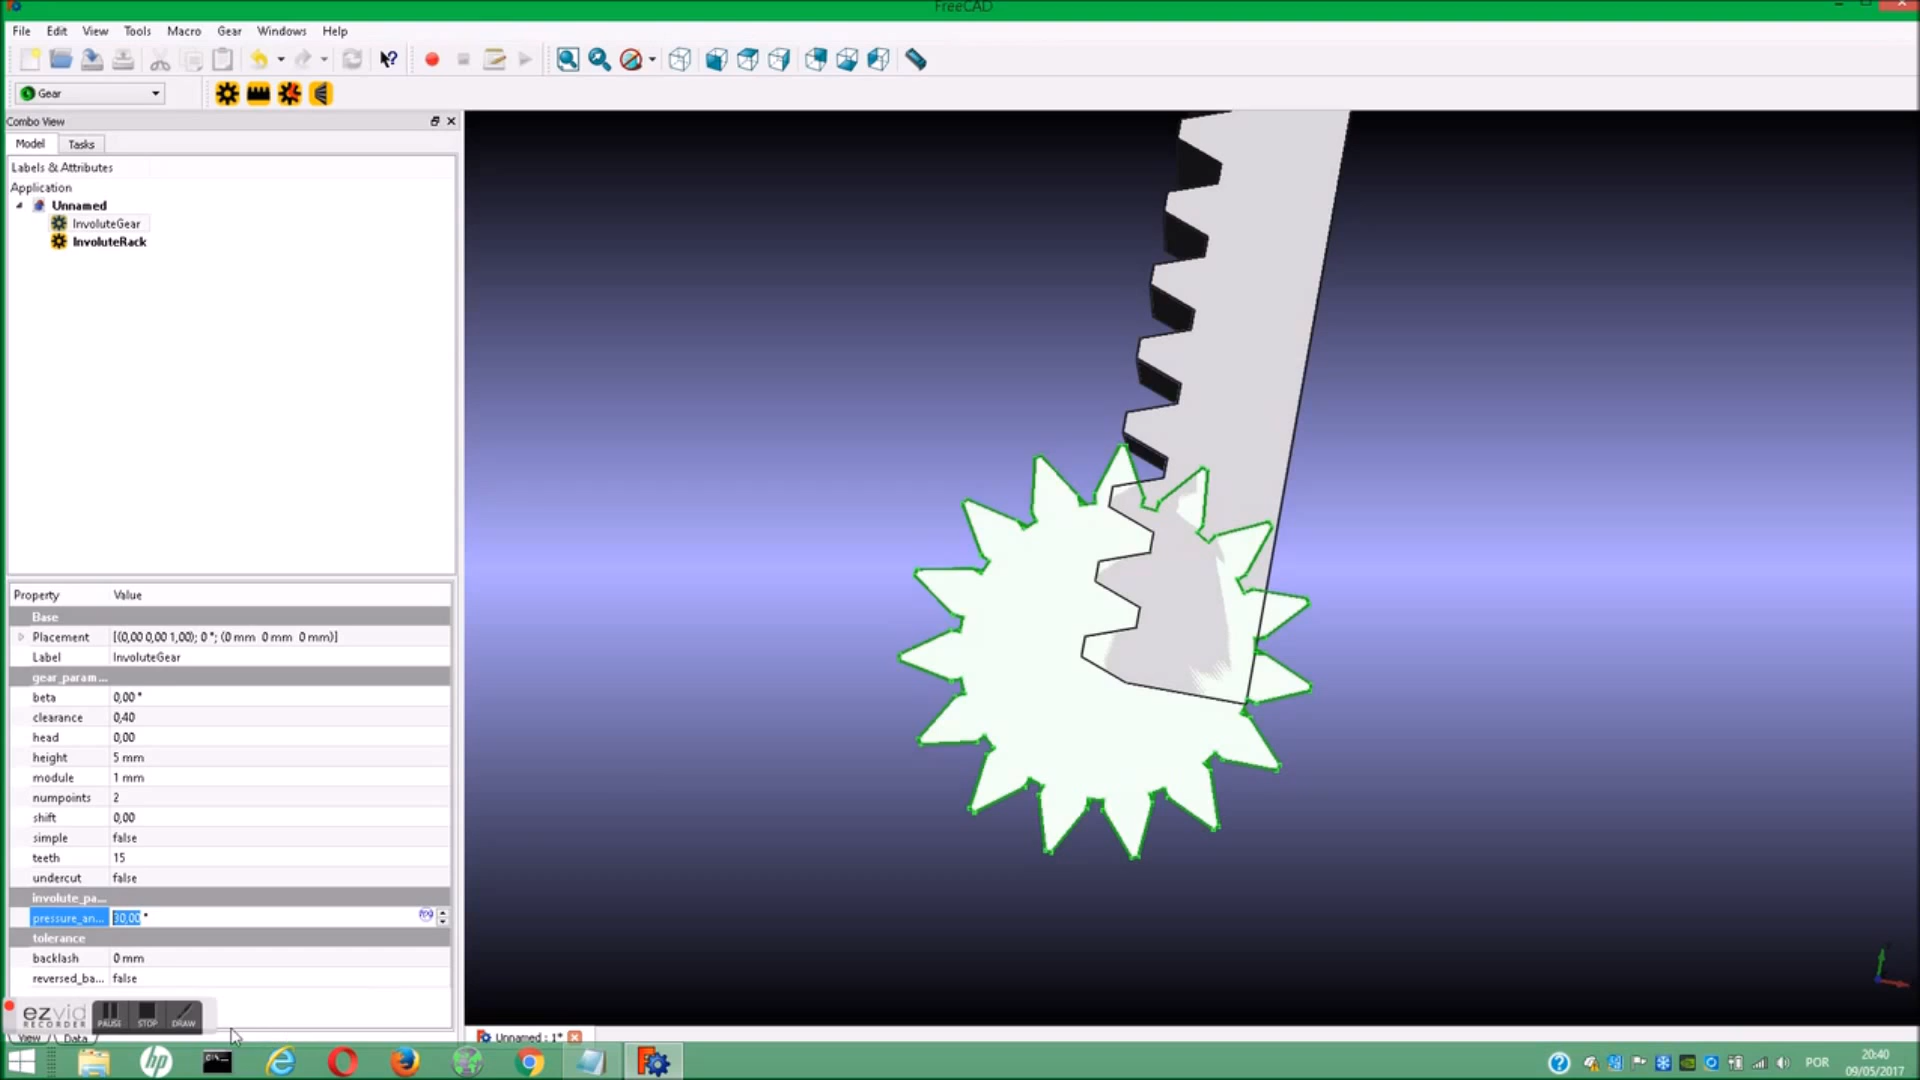 FreeCAD
File Edit View Tools Macro Gear Windows Help
Gear
Combo View
Model Tasks
Labels & Attributes
Application
Unnamed
InvoluteGear
InvoluteRack
Property Value
Base
Placement [(0,00 0,00 1,00); 0 °; (0 mm 0 mm 0 mm)]
Label InvoluteGear
gear_param...
beta 0,00 °
clearance 0,40
head 0,00
height 5 mm
module 1 mm
numpoints 2
shift 0,00
simple false
teeth 15
undercut false
involute_pa...
pressure_an... 30,00 °
tolerance
backlash 0 mm
reversed_ba... false
ezvid
RECORDER
PAUSE STOP DRAW
View Data
Unnamed : 1*
hp
POR
20:40
09/05/2017